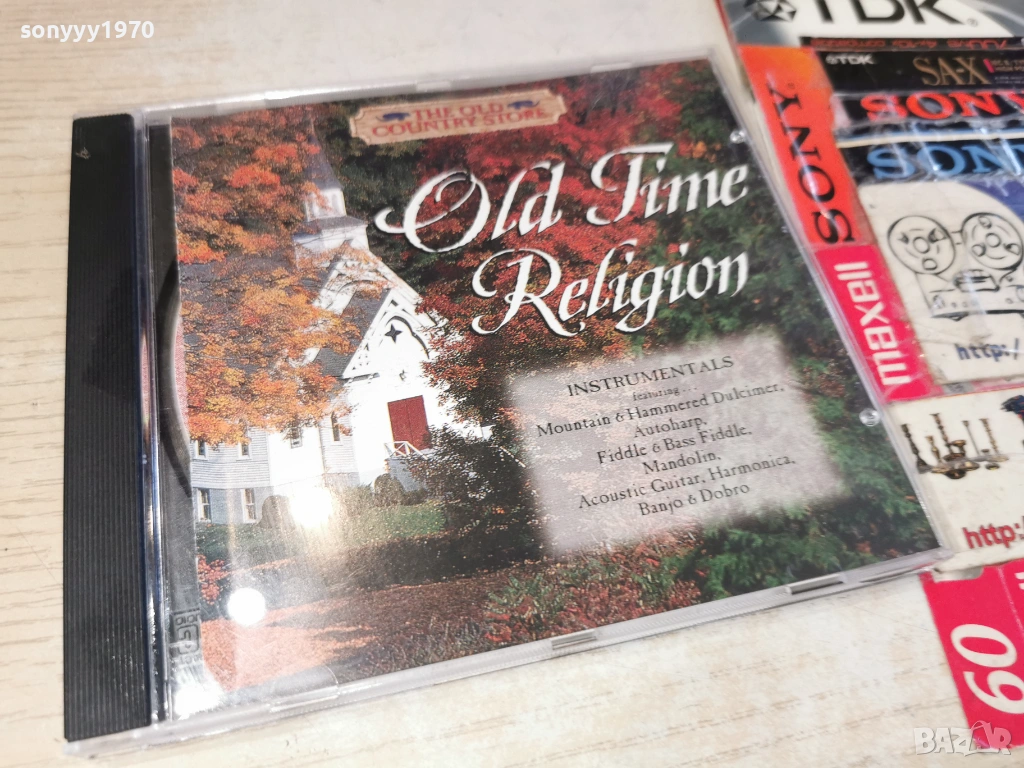 sonyyy1970
THE OLD
COUNTRY STORE
Old Time
Religion
INSTRUMENTALS
featuring...
Mountain & Hammered Dulcimer,
Autoharp,
Fiddle & Bass Fiddle,
Mandolin,
Acoustic Guitar, Harmonica,
Banjo & Dobro
TDK
TDK
SA-X
SONY
SONY
SONY
maxell
http:/
http:
60
BAZAR